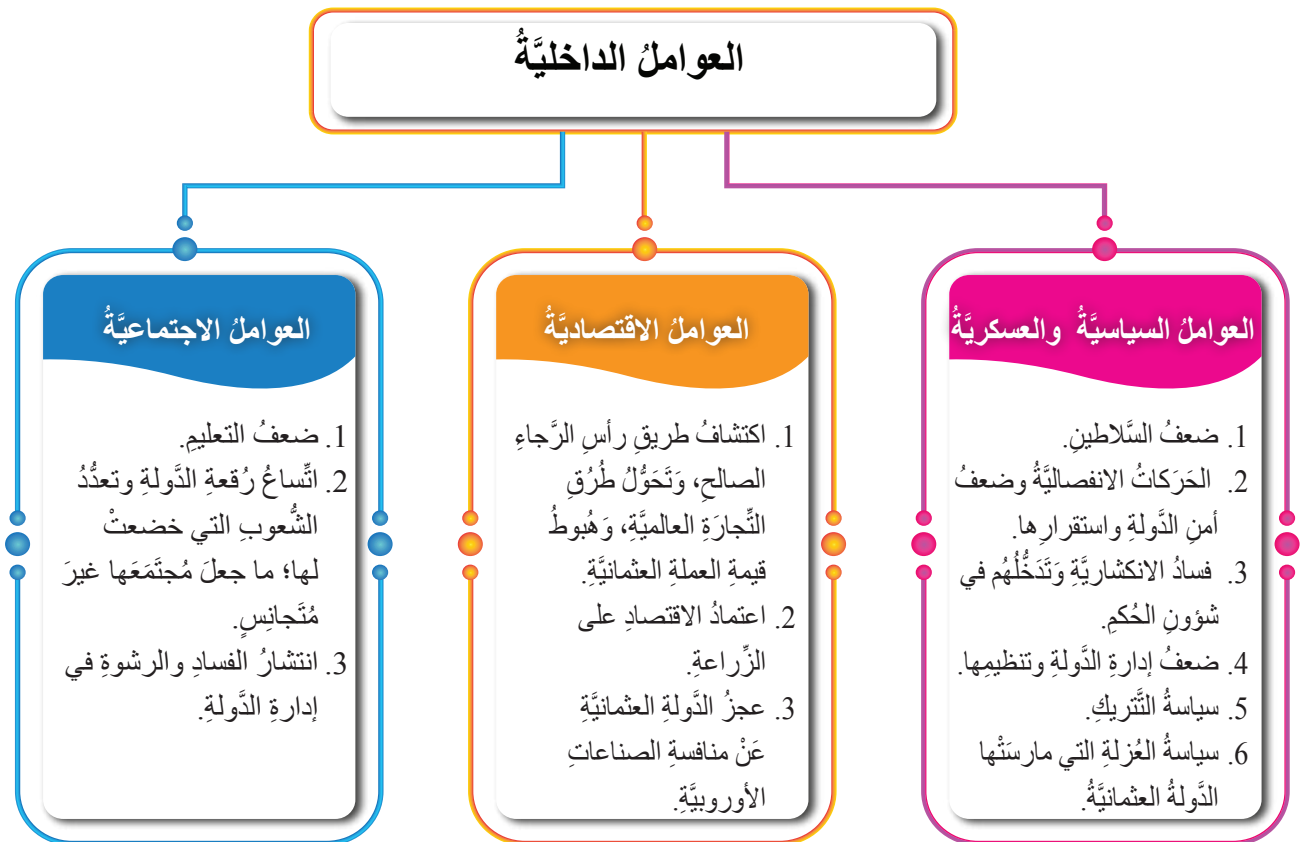 العواملُ الداخليَّةُ
العواملُ السياسيَّةُ والعسكريَّةُ
1. ضعفُ السَّلاطينِ.
2. الحَرَكاتُ الانفصاليَّةُ وضعفُ
أمنِ الدَّولةِ واستقرارِها.
3. فسادُ الانكشاريَّةِ وَتَدَخُّلُهُم في
شؤونِ الحُكمِ.
4. ضعفُ إدارةِ الدَّولةِ وتنظيمِها.
5. سياسةُ التَّتريكِ.
6. سياسةُ العُزلةِ التي مارسَتْها
الدَّولةُ العثمانيَّةُ.
العواملُ الاقتصاديَّةُ
1. اكتشافُ طريقِ رأسِ الرَّجاءِ
الصالحِ، وَتَحَوُّلُ طُرُقِ
التِّجارَةِ العالميَّةِ، وَهُبوطُ
قيمةِ العملةِ العثمانيَّةِ.
2. اعتمادُ الاقتصادِ على
الزِّراعةِ.
3. عجزُ الدَّولةِ العثمانيَّةِ
عَنْ منافسةِ الصناعاتِ
الأوروبيَّةِ.
العواملُ الاجتماعيَّةُ
1. ضعفُ التعليمِ.
2. اتِّساعُ رُقعةِ الدَّولةِ وتعدُّدُ
الشُّعوبِ التي خضعتْ
لها؛ ما جعلَ مُجتَمَعَها غيرَ
مُتَجانِسٍ.
3. انتشارُ الفسادِ والرشوةِ في
إدارةِ الدَّولةِ.